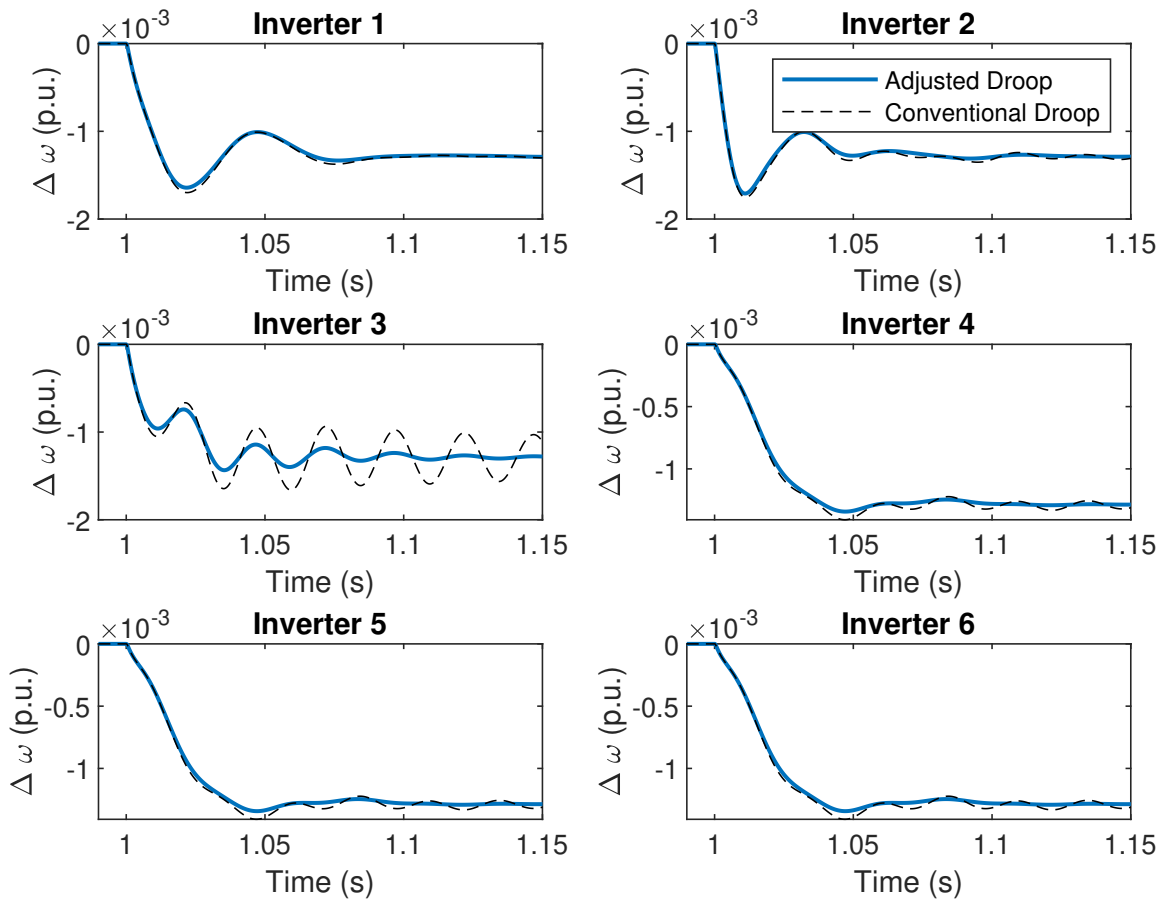 Inverter 1
×10-3
0
-1
-2
Δ ω (p.u.)
1 1.05 1.1 1.15
Time (s)
Inverter 2
×10-3
0
-1
-2
Δ ω (p.u.)
Adjusted Droop
Conventional Droop
1 1.05 1.1 1.15
Time (s)
Inverter 3
×10-3
0
-1
-2
Δ ω (p.u.)
1 1.05 1.1 1.15
Time (s)
Inverter 4
×10-3
0
-0.5
-1
Δ ω (p.u.)
1 1.05 1.1 1.15
Time (s)
Inverter 5
×10-3
0
-0.5
-1
Δ ω (p.u.)
1 1.05 1.1 1.15
Time (s)
Inverter 6
×10-3
0
-0.5
-1
Δ ω (p.u.)
1 1.05 1.1 1.15
Time (s)